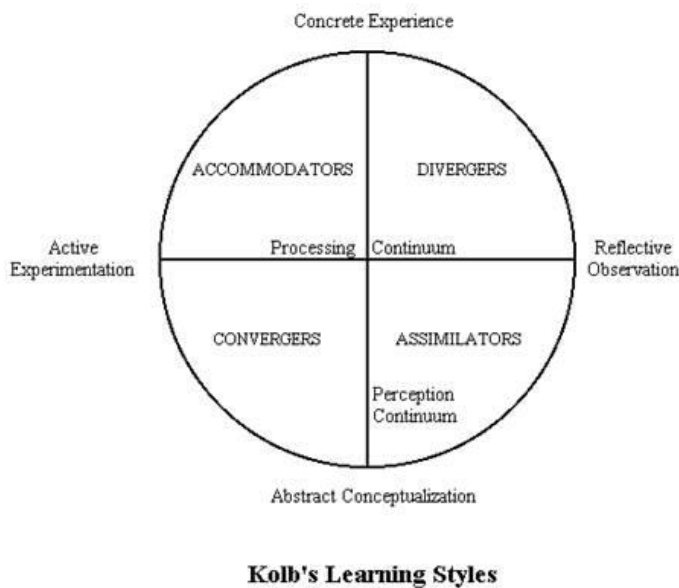 Concrete Experience
ACCOMMODATORS
DIVERGERS
Active
Experimentation
Processing
Continuum
Reflective
Observation
CONVERGERS
ASSIMILATORS
Perception
Continuum
Abstract Conceptualization
Kolb's Learning Styles